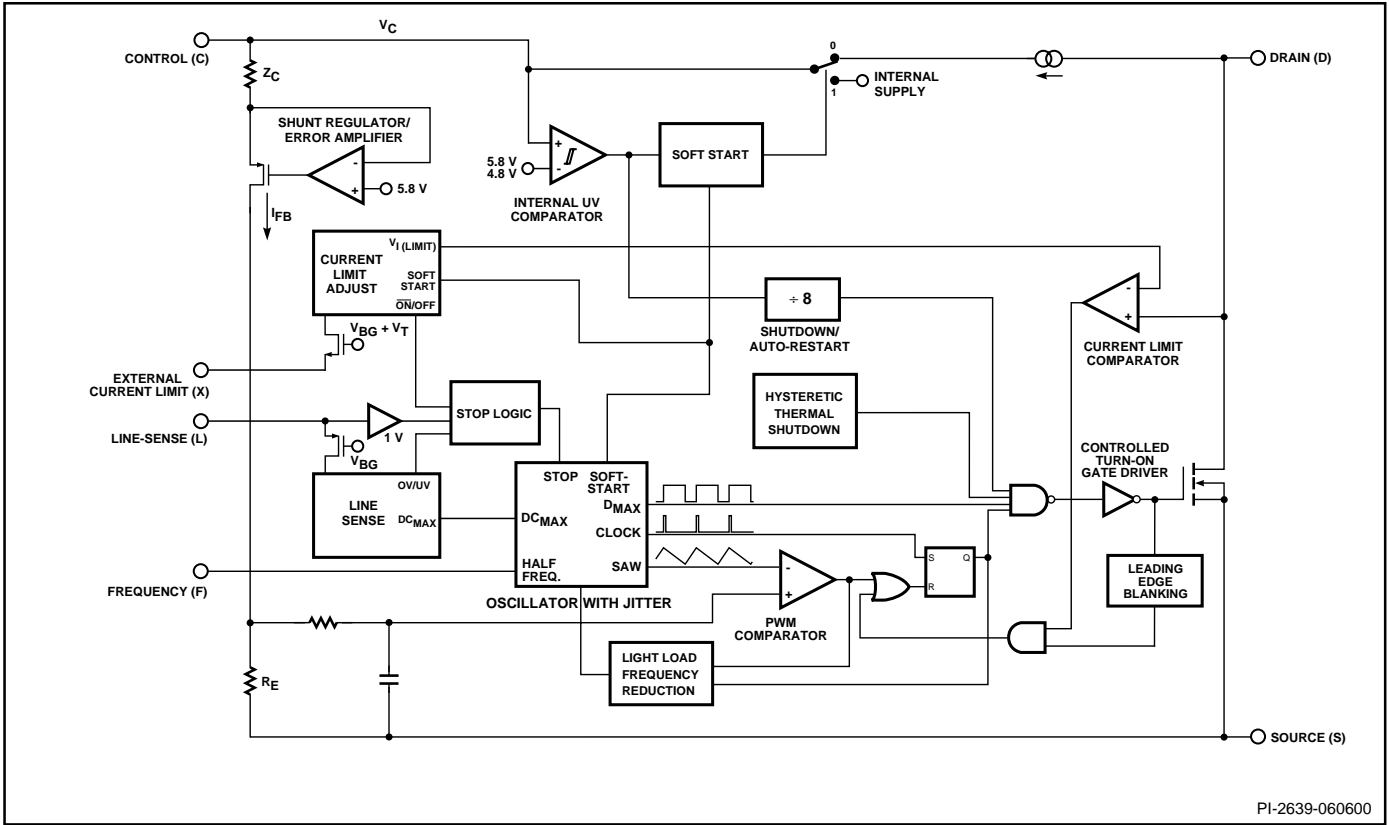 VC
CONTROL (C)
ZC
0
DRAIN (D)
INTERNAL
SUPPLY
1
SHUNT REGULATOR/
ERROR AMPLIFIER
-
+
5.8 V
IFB
+
-
5.8 V
4.8 V
INTERNAL UV
COMPARATOR
SOFT START
VI (LIMIT)
CURRENT
LIMIT
ADJUST
SOFT
START
ON/OFF
VBG + VT
÷ 8
SHUTDOWN/
AUTO-RESTART
-
+
CURRENT LIMIT
COMPARATOR
EXTERNAL
CURRENT LIMIT (X)
LINE-SENSE (L)
1 V
VBG
STOP LOGIC
HYSTERETIC
THERMAL
SHUTDOWN
CONTROLLED
TURN-ON
GATE DRIVER
OV/UV
LINE
SENSE
DCMAX
STOP
SOFT-
START
DMAX
DCMAX
CLOCK
HALF
FREQ.
SAW
OSCILLATOR WITH JITTER
FREQUENCY (F)
-
+
PWM
COMPARATOR
S
Q
R
LEADING
EDGE
BLANKING
LIGHT LOAD
FREQUENCY
REDUCTION
RE
SOURCE (S)
PI-2639-060600